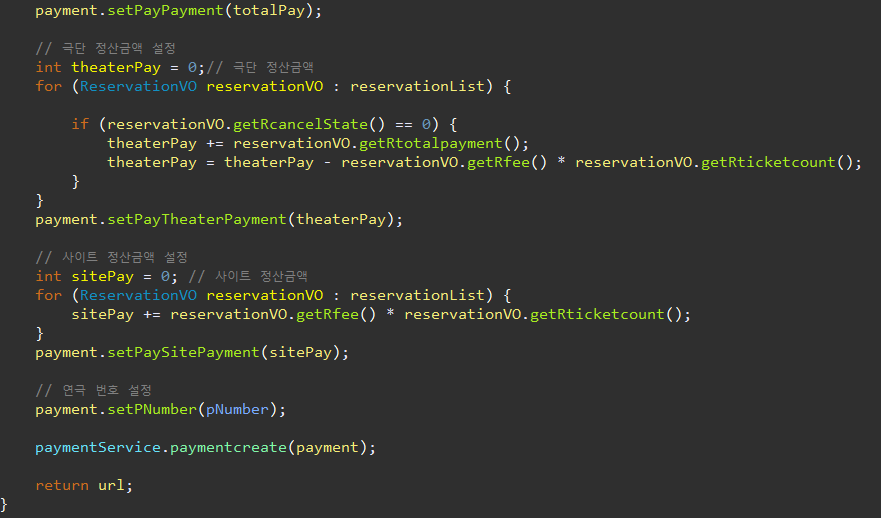 payment.setPayPayment(totalPay);
// 극단 정산금액 설정
int theaterPay = 0;// 극단 정산금액
for (ReservationVO reservationVO : reservationList) {
if (reservationVO.getRcancelState() == 0) {
theaterPay += reservationVO.getRtotalpayment();
theaterPay = theaterPay - reservationVO.getRfee() * reservationVO.getRticketcount();
}
}
payment.setPayTheaterPayment(theaterPay);
// 사이트 정산금액 설정
int sitePay = 0; // 사이트 정산금액
for (ReservationVO reservationVO : reservationList) {
sitePay += reservationVO.getRfee() * reservationVO.getRticketcount();
}
payment.setPaySitePayment(sitePay);
// 연극 번호 설정
payment.setPNumber(pNumber);
paymentService.paymentcreate(payment);
return url;
}